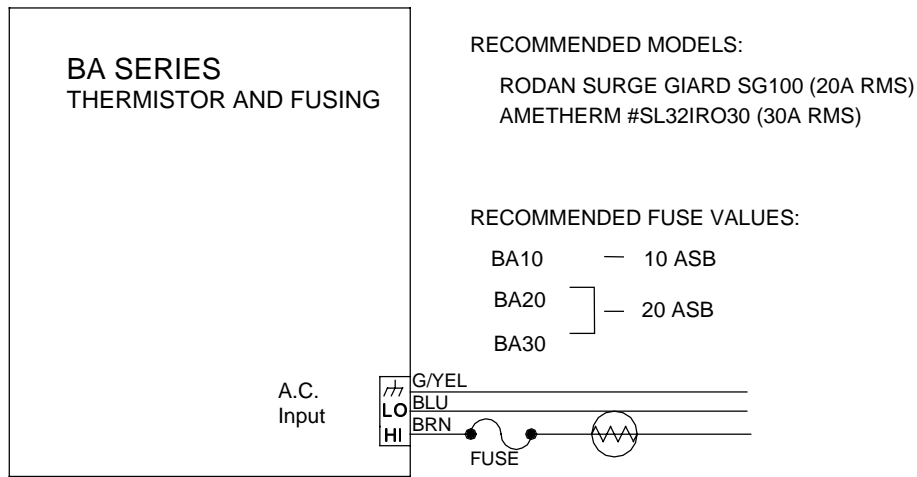 BA SERIES
THERMISTOR AND FUSING
RECOMMENDED MODELS:
RODAN SURGE GIARD SG100 (20A RMS)
AMETHERM #SL32IRO30 (30A RMS)
RECOMMENDED FUSE VALUES:
BA10 — 10 ASB
BA20
— 20 ASB
BA30
A.C.
Input
G/YEL
LO BLU
HI BRN
FUSE